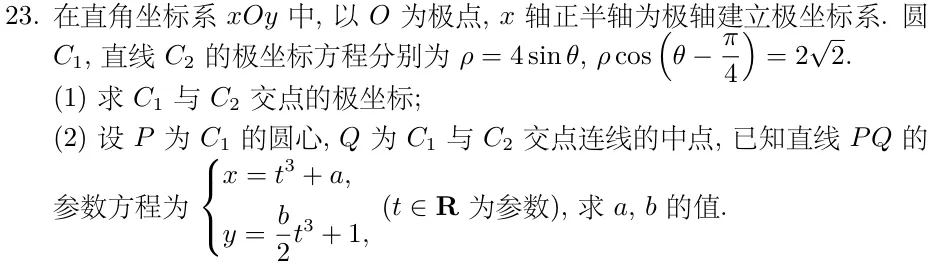 23. 在直角坐标系 xOy 中, 以 O 为极点, x 轴正半轴为极轴建立极坐标系. 圆
C₁, 直线 C₂ 的极坐标方程分别为 ρ = 4 sin θ, ρ cos(θ − π/4) = 2√2.
(1) 求 C₁ 与 C₂ 交点的极坐标;
(2) 设 P 为 C₁ 的圆心, Q 为 C₁ 与 C₂ 交点连线的中点, 已知直线 PQ 的
参数方程为 { x = t³ + a, y = b/2 t³ + 1, (t ∈ R 为参数), 求 a, b 的值.